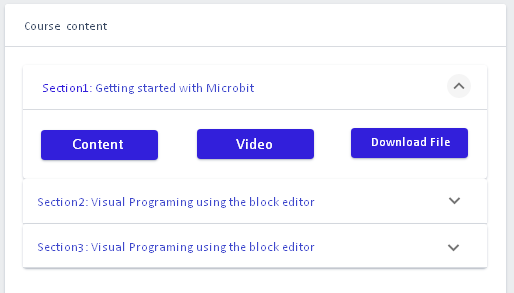 Course content
Section1: Getting started with Microbit
Content Video Download File
Section2: Visual Programing using the block editor
Section3: Visual Programing using the block editor